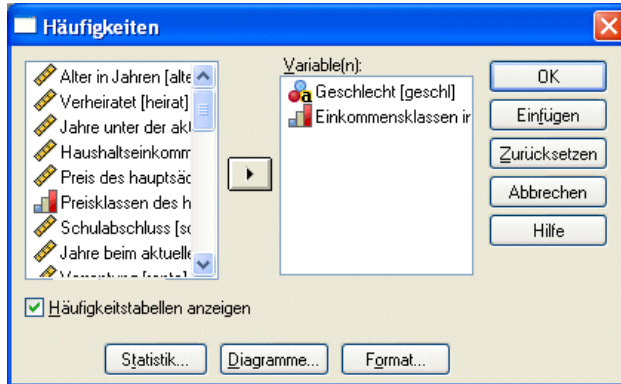 Häufigkeiten
Alter in Jahren [alte
Verheiratet [heirat]
Jahre unter der akt
Haushaltseinkomm
Preis des hauptsäc
Preisklassen des h
Schulabschluss [sc
Jahre beim aktuelle
Variable(n):
Geschlecht [geschl]
Einkommensklassen ir
OK
Einfügen
Zurücksetzen
Abbrechen
Hilfe
Häufigkeitstabellen anzeigen
Statistik...
Diagramme...
Format...